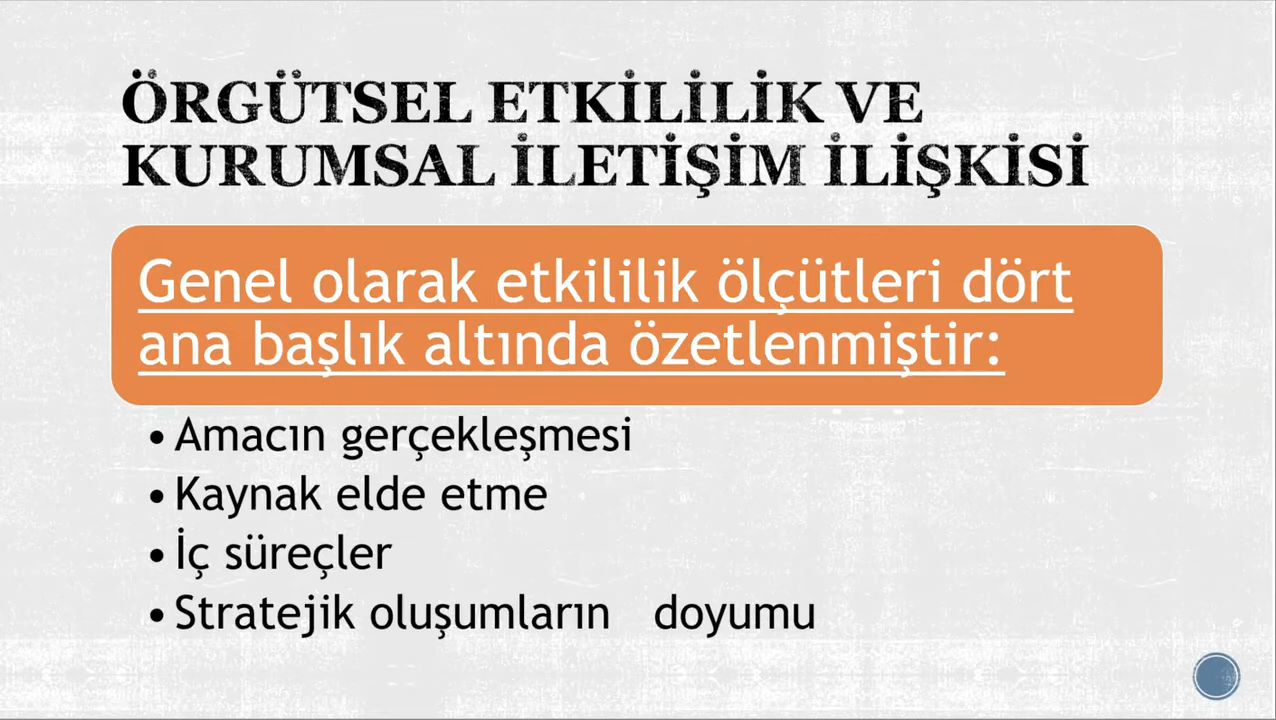 ÖRGÜTSEL ETKİLİLİK VE
KURUMSAL İLETİŞİM İLİŞKİSİ
Genel olarak etkililik ölçütleri dört
ana başlık altında özetlenmiştir:
• Amacın gerçekleşmesi
• Kaynak elde etme
• İç süreçler
• Stratejik oluşumların doyumu